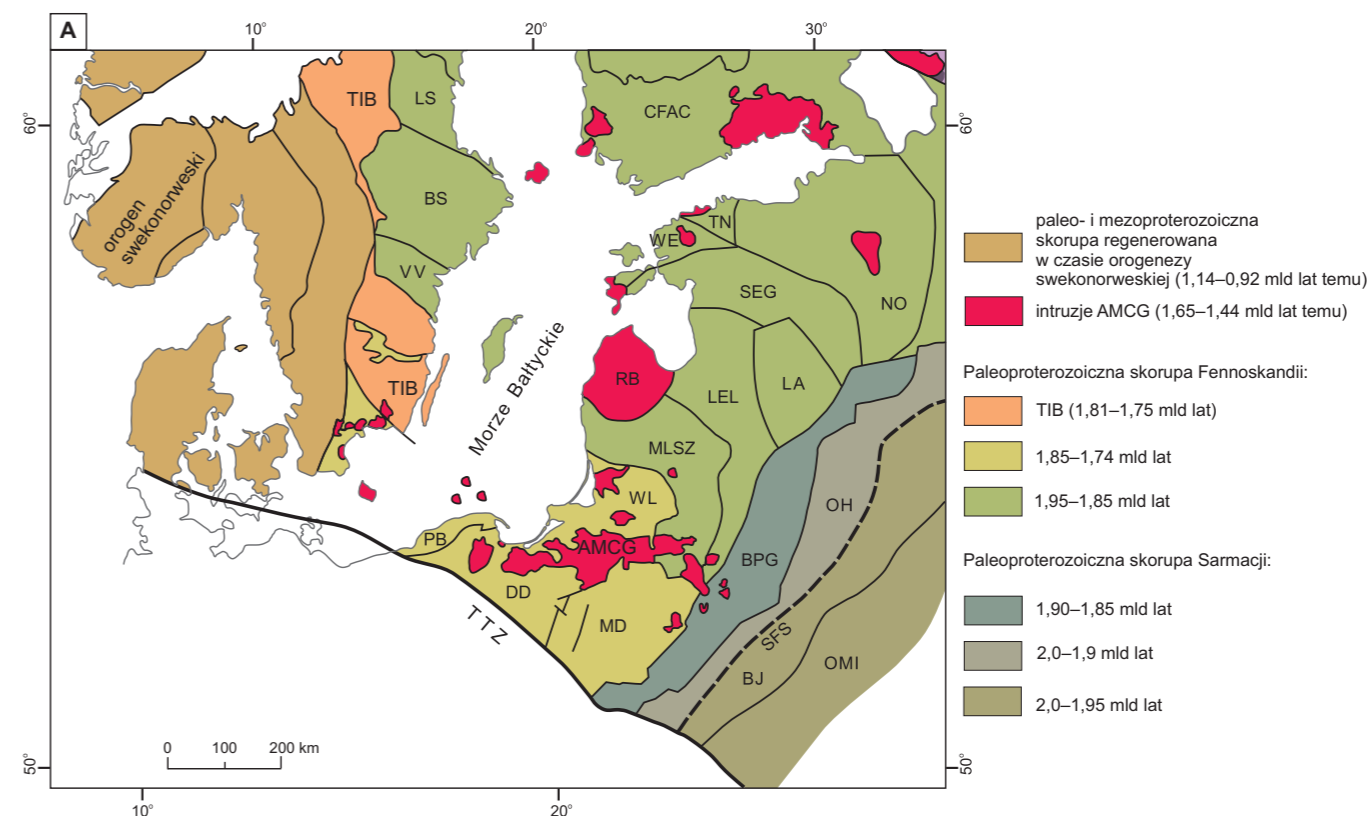 A
10°
20°
30°
60°
60°
TIB
LS
CFAC
orogen
swekonorweski
BS
TN
WE
VV
SEG
NO
Morze Bałtyckie
RB
LA
TIB
LEL
MLSZ
WL
OH
PB
AMCG
BPG
DD
TTZ
MD
SFS
OMI
BJ
0 100 200 km
50°
50°
10°
20°
paleo- i mezoproterozoiczna
skorupa regenerowana
w czasie orogenezy
swekonorweskiej (1,14–0,92 mld lat temu)
intruzje AMCG (1,65–1,44 mld lat temu)
Paleoproterozoiczna skorupa Fennoskandii:
TIB (1,81–1,75 mld lat)
1,85–1,74 mld lat
1,95–1,85 mld lat
Paleoproterozoiczna skorupa Sarmacji:
1,90–1,85 mld lat
2,0–1,9 mld lat
2,0–1,95 mld lat